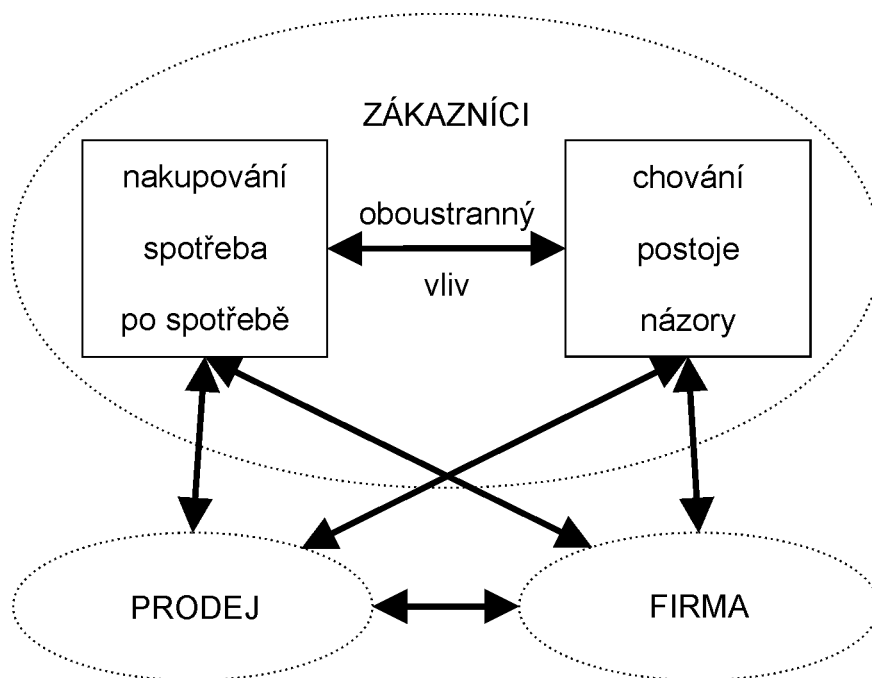 ZÁKAZNÍCI
nakupování
spotřeba
po spotřebě
oboustranný
vliv
chování
postoje
názory
PRODEJ
FIRMA